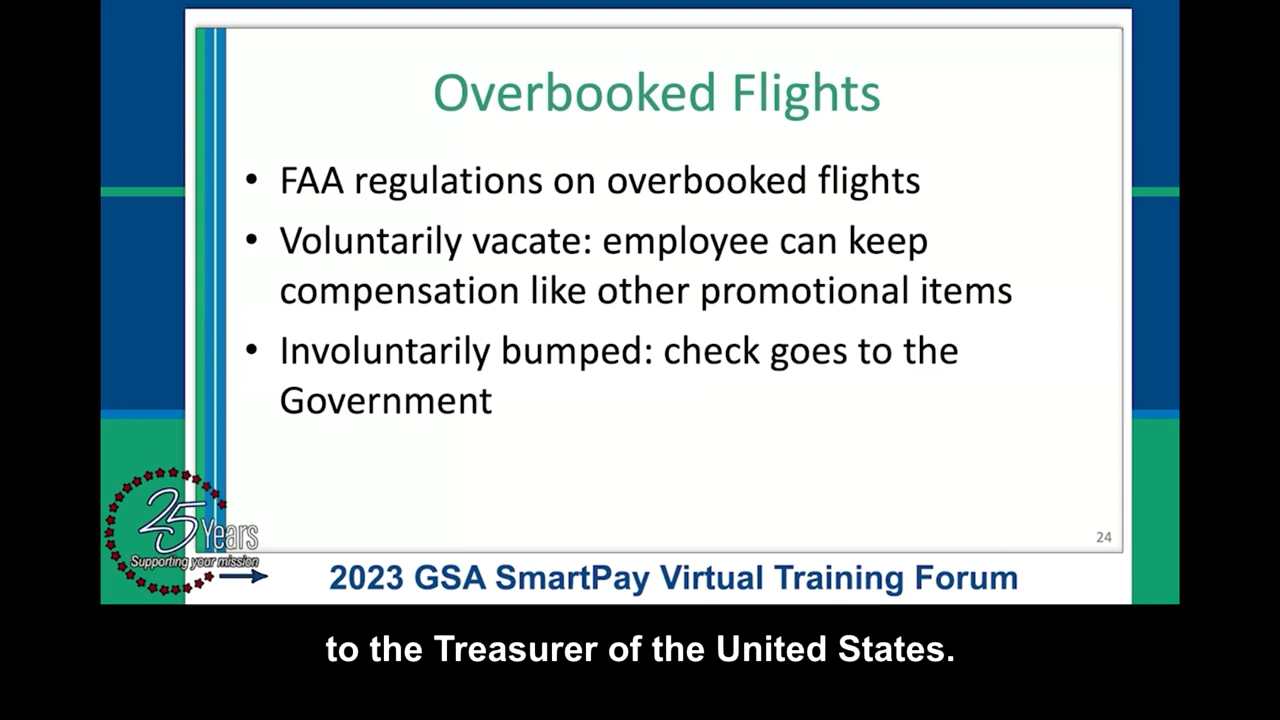 Overbooked Flights
• FAA regulations on overbooked flights
• Voluntarily vacate: employee can keep
compensation like other promotional items
• Involuntarily bumped: check goes to the
Government
24
25 Years
Supporting your mission
2023 GSA SmartPay Virtual Training Forum
to the Treasurer of the United States.